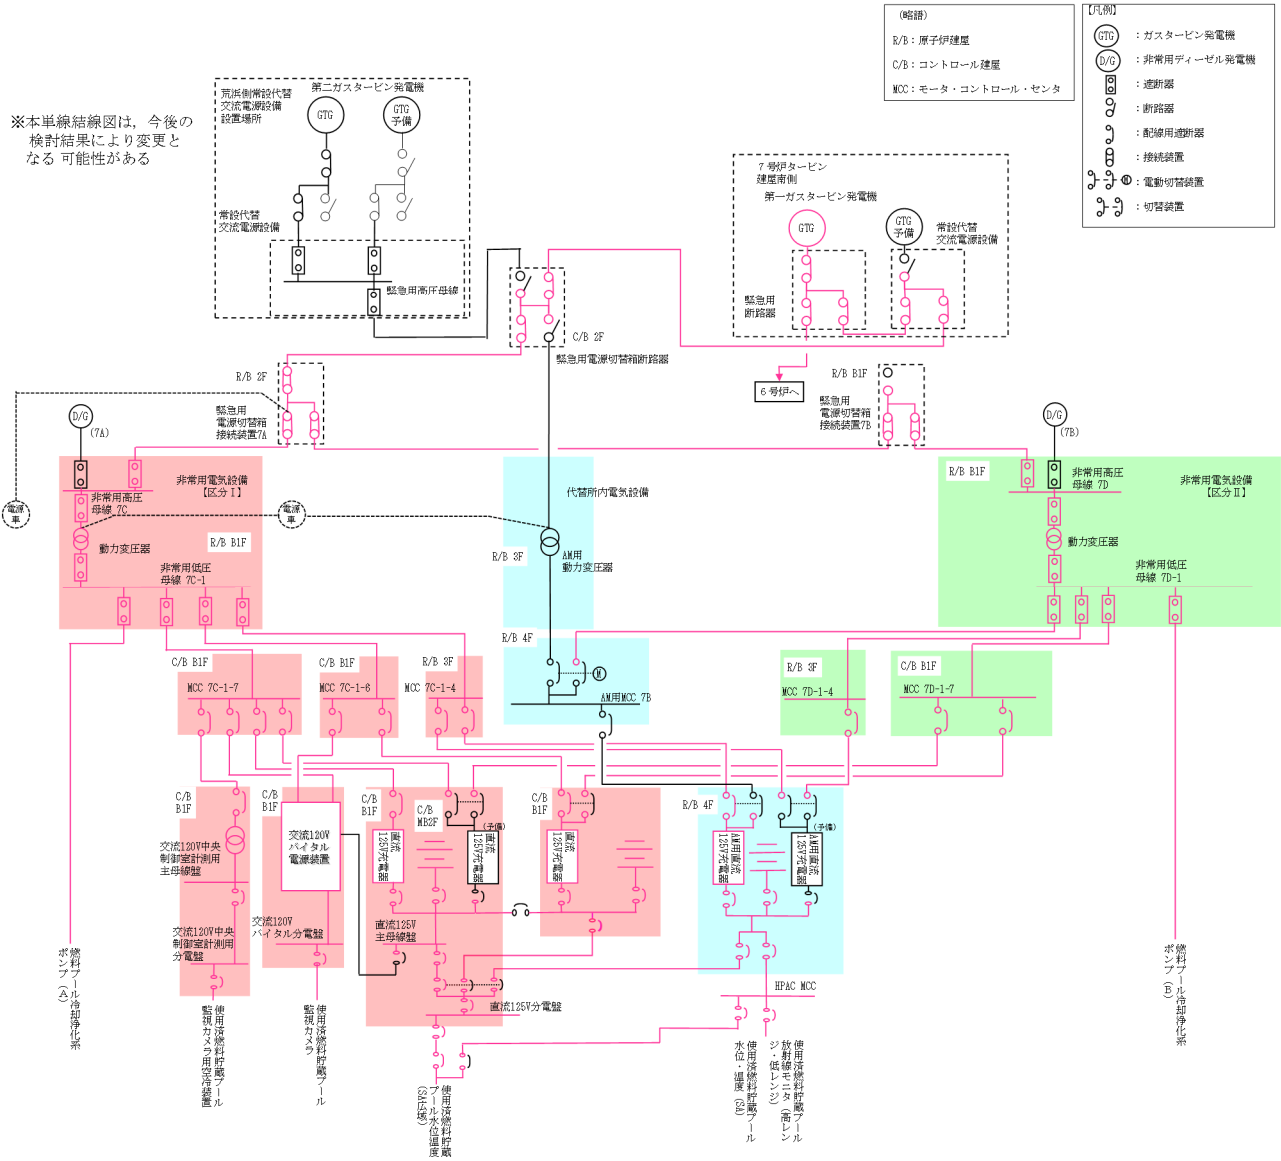 (略語)
R/B：原子炉建屋
C/B：コントロール建屋
MCC：モータ・コントロール・センタ
【凡例】
GTG ：ガスタービン発電機
D/G ：非常用ディーゼル発電機
：遮断器
：断路器
：配線用遮断器
：接続装置
M ：電動切替装置
：切替装置
※本単線結線図は，今後の
検討結果により変更と
なる 可能性がある
荒浜側常設代替
交流電源設備
設置場所
第二ガスタービン発電機
GTG
GTG
予備
常設代替
交流電源設備
緊急用高圧母線
7号炉タービン
建屋南側
第一ガスタービン発電機
GTG
GTG
予備
常設代替
交流電源設備
緊急用
断路器
C/B 2F
緊急用電源切替箱断路器
6号炉へ
R/B 2F
緊急用
電源切替箱
接続装置7A
R/B B1F
緊急用
電源切替箱
接続装置7B
D/G
(7A)
D/G
(7B)
非常用電気設備
【区分Ⅰ】
非常用高圧
母線 7C
動力変圧器
R/B B1F
非常用低圧
母線 7C-1
電源
車
電源
車
代替所内電気設備
R/B 3F
AM用
動力変圧器
R/B B1F
非常用高圧
母線 7D
非常用電気設備
【区分Ⅱ】
動力変圧器
非常用低圧
母線 7D-1
R/B 4F
M
AM用MCC 7B
C/B B1F
MCC 7C-1-7
C/B B1F
MCC 7C-1-6
R/B 3F
MCC 7C-1-4
R/B 3F
MCC 7D-1-4
C/B B1F
MCC 7D-1-7
C/B
B1F
交流120V中央
制御室計測用
主母線盤
交流120V中央
制御室計測用
分電盤
C/B
B1F
交流120V
バイタル
電源装置
交流120V
バイタル分電盤
C/B
B1F
直流
125V充電器
C/B
MB2F
(予備)
直流
125V充電器
直流125V
主母線盤
直流125V分電盤
C/B
B1F
直流
125V充電器
R/B 4F
AM用直流
125V充電器
(予備)
AM用直流
125V充電器
HPAC MCC
燃料プール冷却浄化系
ポンプ（A）
使用済燃料貯蔵プール
監視カメラ用空冷装置
使用済燃料貯蔵プール
監視カメラ
使用済燃料貯蔵
プール水位温度
(SA広域)
使用済燃料貯蔵プール
水位・温度（SA）
使用済燃料貯蔵プール
放射線モニタ（高レン
ジ・低レンジ）
燃料プール冷却浄化系
ポンプ（B）